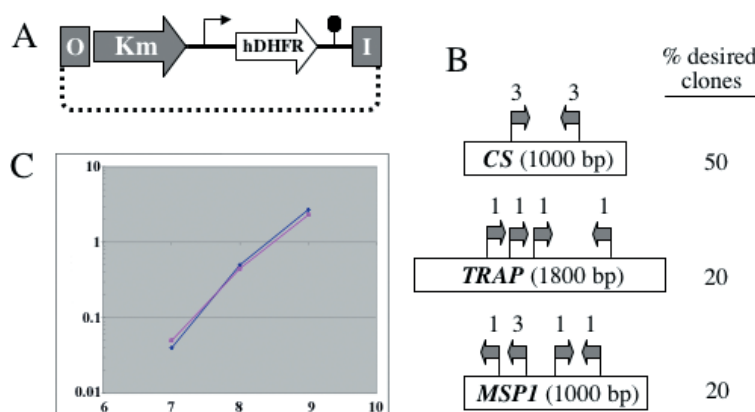 A
O Km hDHFR I
B
% desired
clones
3 3
CS (1000 bp) 50
1 1 1 1
TRAP (1800 bp) 20
1 3 1 1
MSP1 (1000 bp) 20
C
10
1
0.1
0.01
6 7 8 9 10